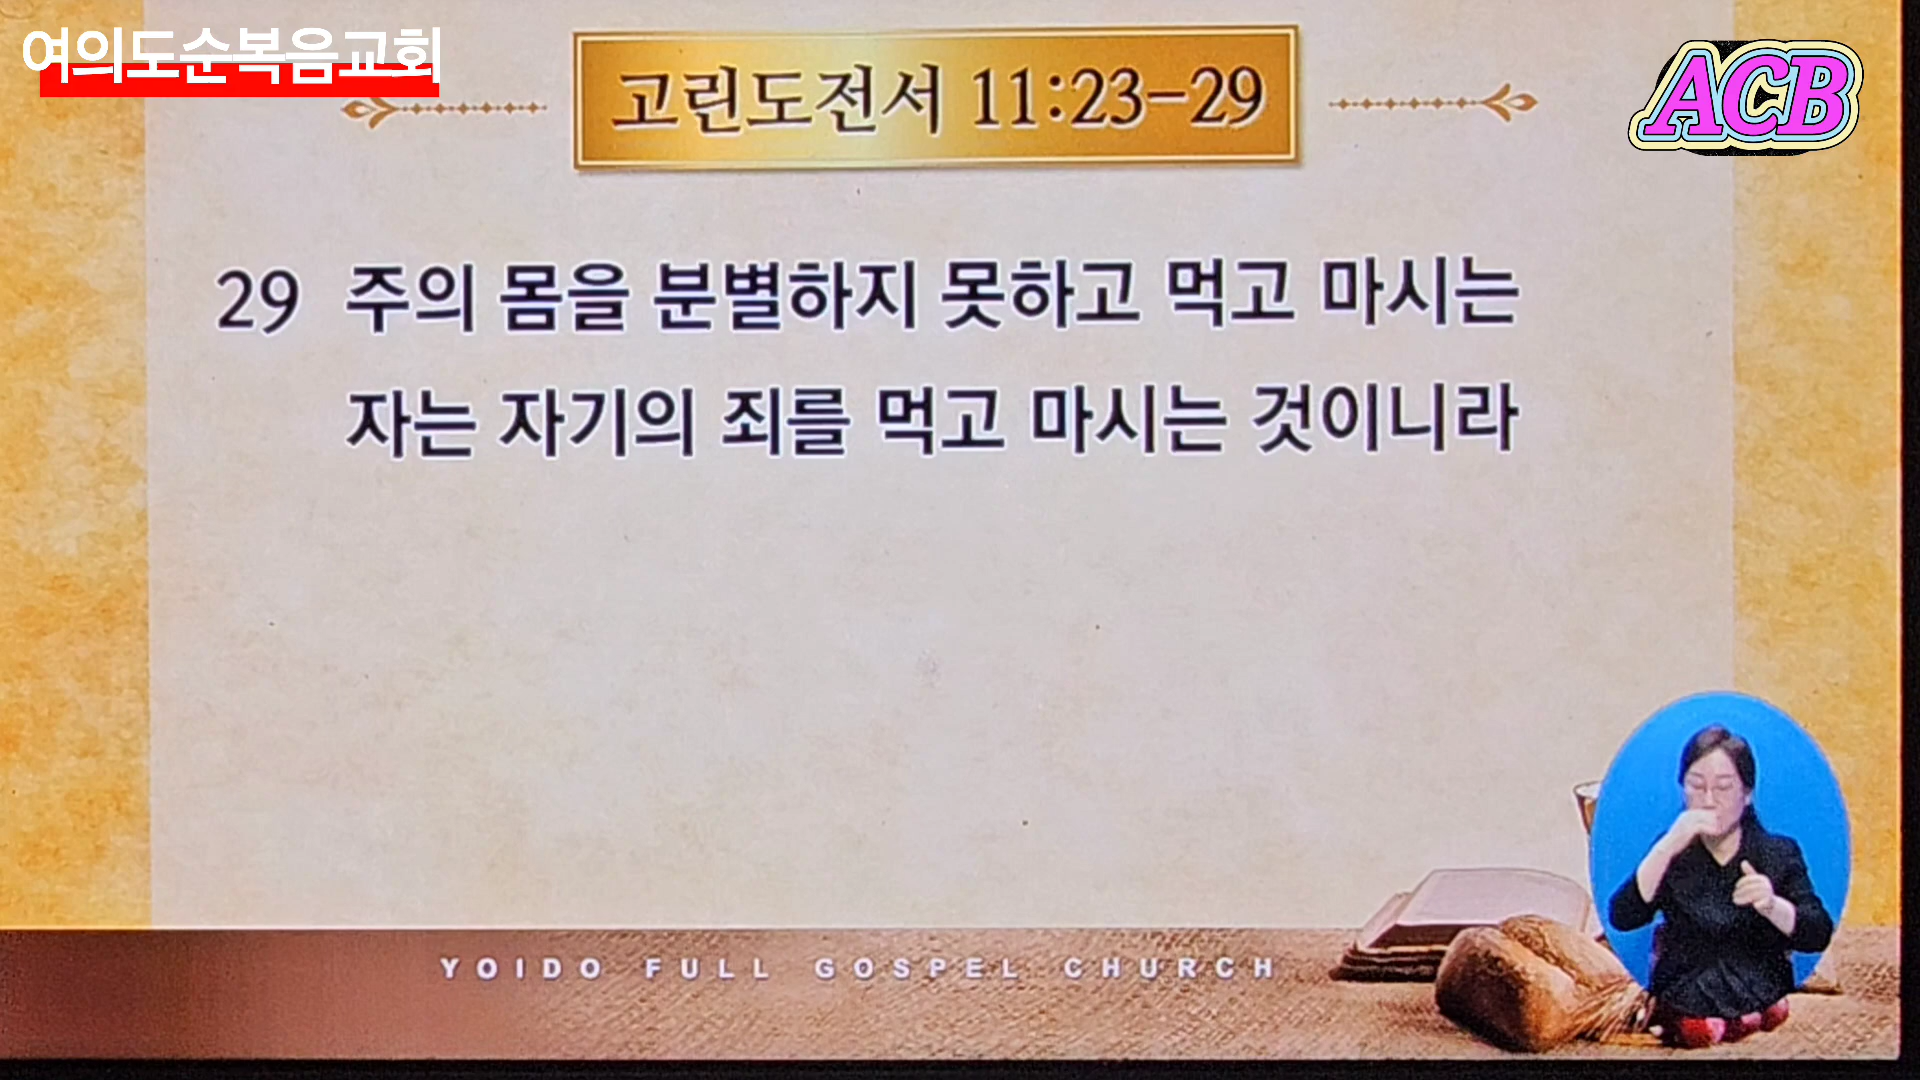 여의도순복음교회
고린도전서 11:23-29
ACB
29 주의 몸을 분별하지 못하고 먹고 마시는
자는 자기의 죄를 먹고 마시는 것이니라
YOIDO FULL GOSPEL CHURCH